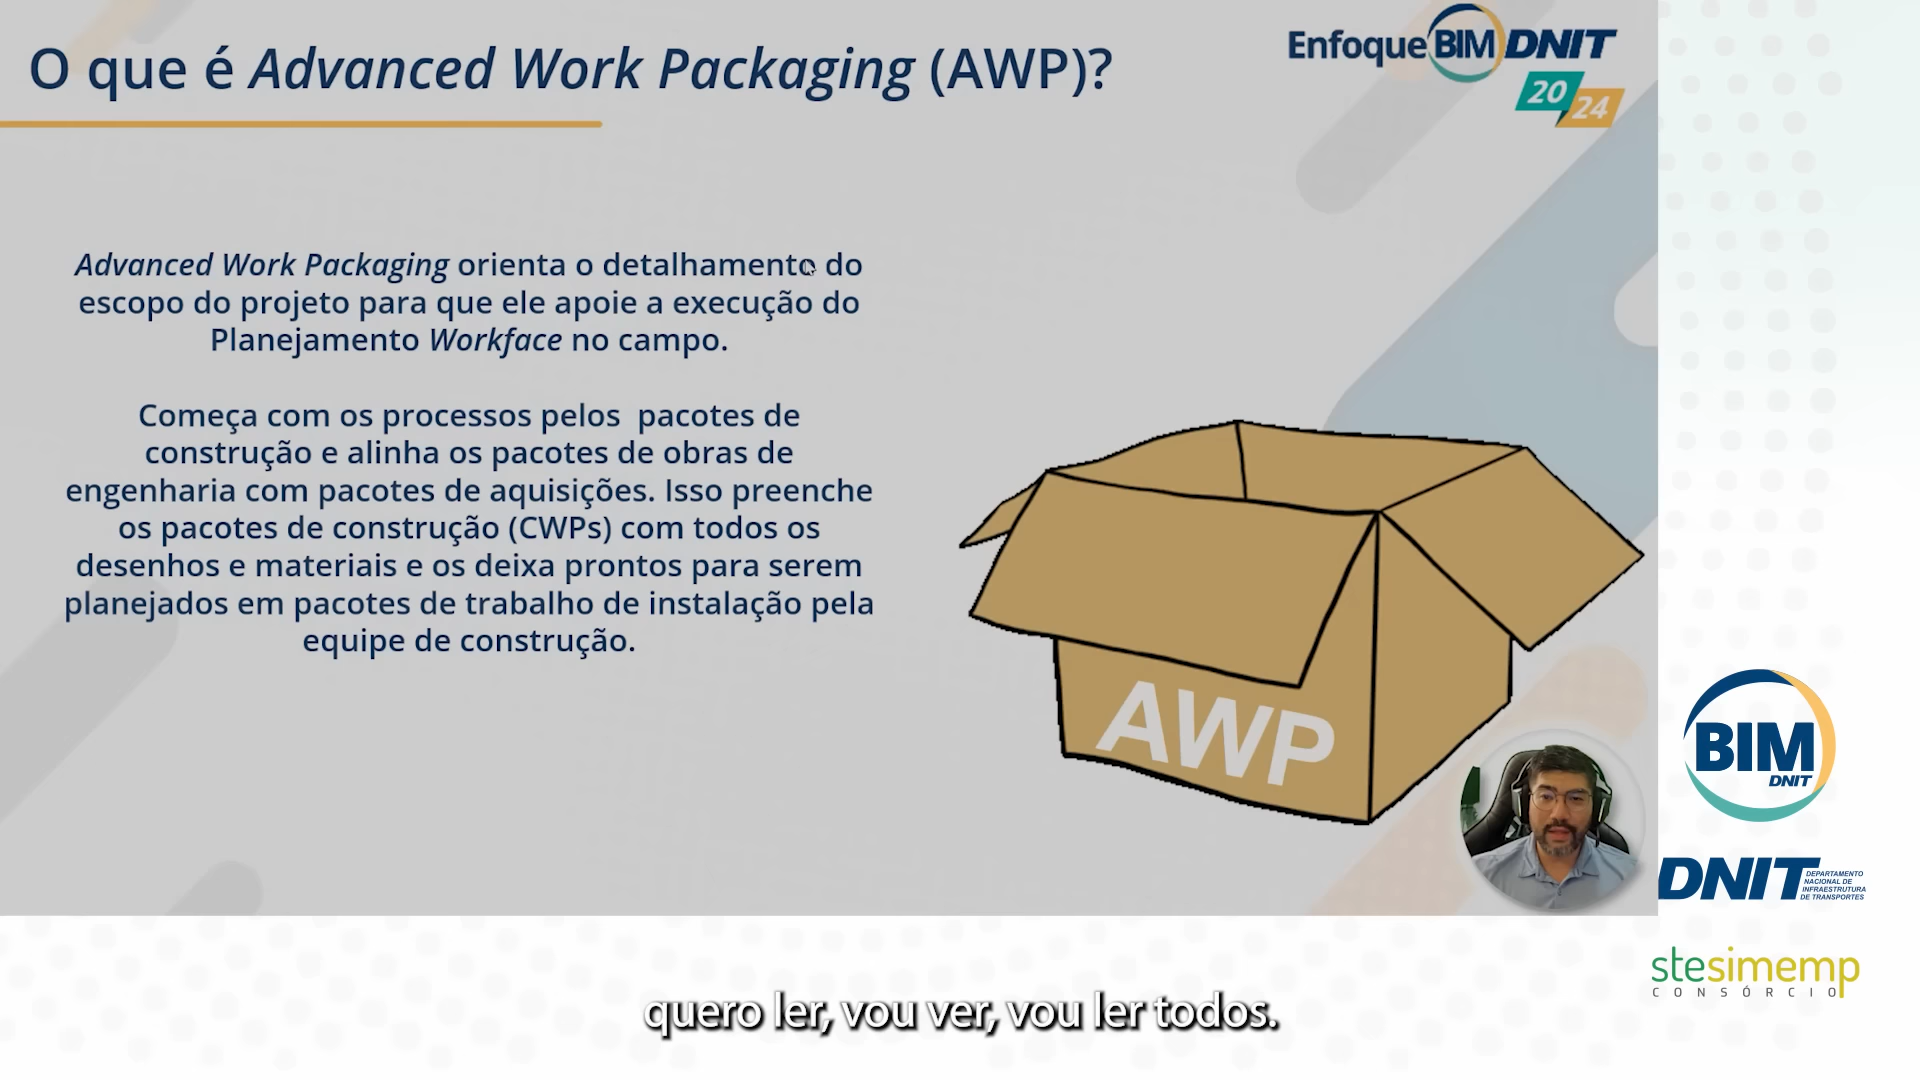 O que é Advanced Work Packaging (AWP)?
Enfoque BIM DNIT
20
24
Advanced Work Packaging orienta o detalhamento do
escopo do projeto para que ele apoie a execução do
Planejamento Workface no campo.
Começa com os processos pelos  pacotes de
construção e alinha os pacotes de obras de
engenharia com pacotes de aquisições. Isso preenche
os pacotes de construção (CWPs) com todos os
desenhos e materiais e os deixa prontos para serem
planejados em pacotes de trabalho de instalação pela
equipe de construção.
AWP
BIM
DNIT
DNIT
DEPARTAMENTO
NACIONAL DE
INFRAESTRUTURA
DE TRANSPORTES
stesimemp
CONSÓRCIO
quero ler, vou ver, vou ler todos.